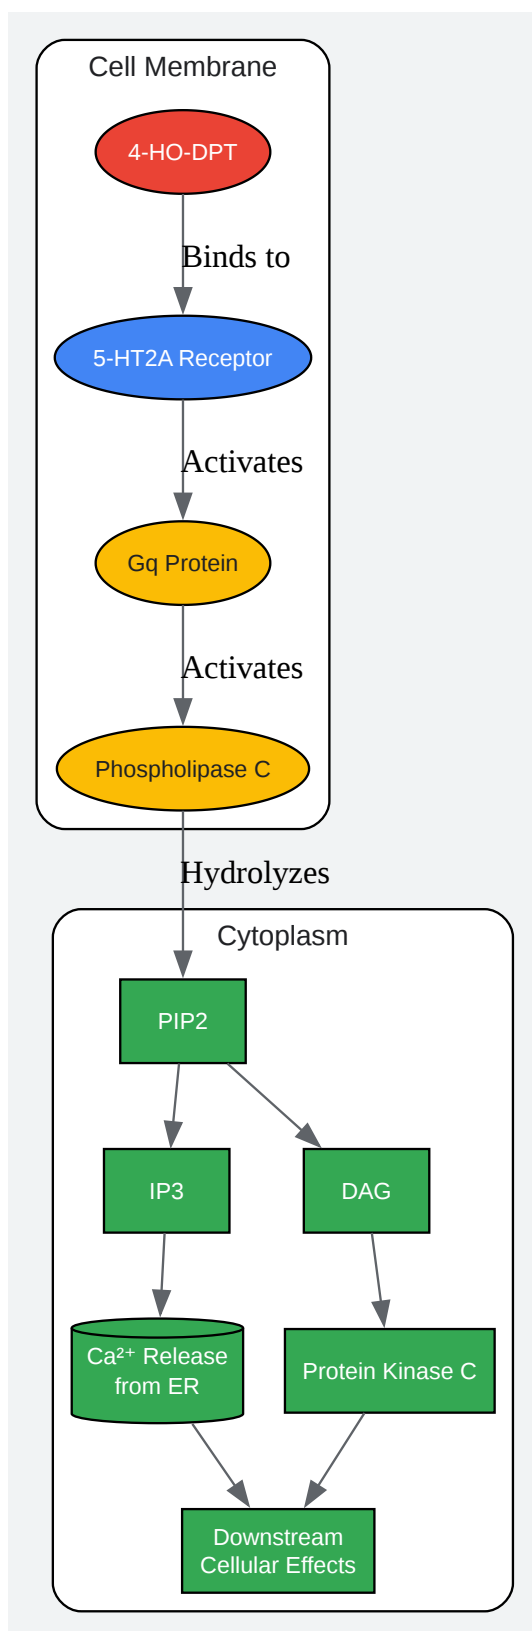 Cell Membrane
4-HO-DPT
Binds to
5-HT2A Receptor
Activates
Gq Protein
Activates
Phospholipase C
Hydrolyzes
Cytoplasm
PIP2
IP3
DAG
Ca²⁺ Release
from ER
Protein Kinase C
Downstream
Cellular Effects